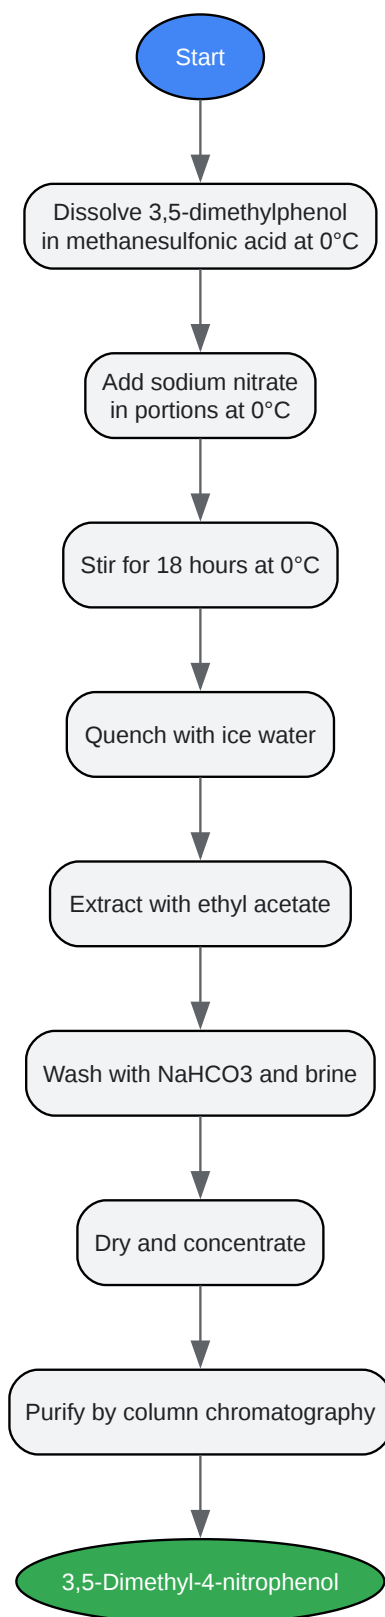 Start
Dissolve 3,5-dimethylphenol
in methanesulfonic acid at 0°C
Add sodium nitrate
in portions at 0°C
Stir for 18 hours at 0°C
Quench with ice water
Extract with ethyl acetate
Wash with NaHCO3 and brine
Dry and concentrate
Purify by column chromatography
3,5-Dimethyl-4-nitrophenol